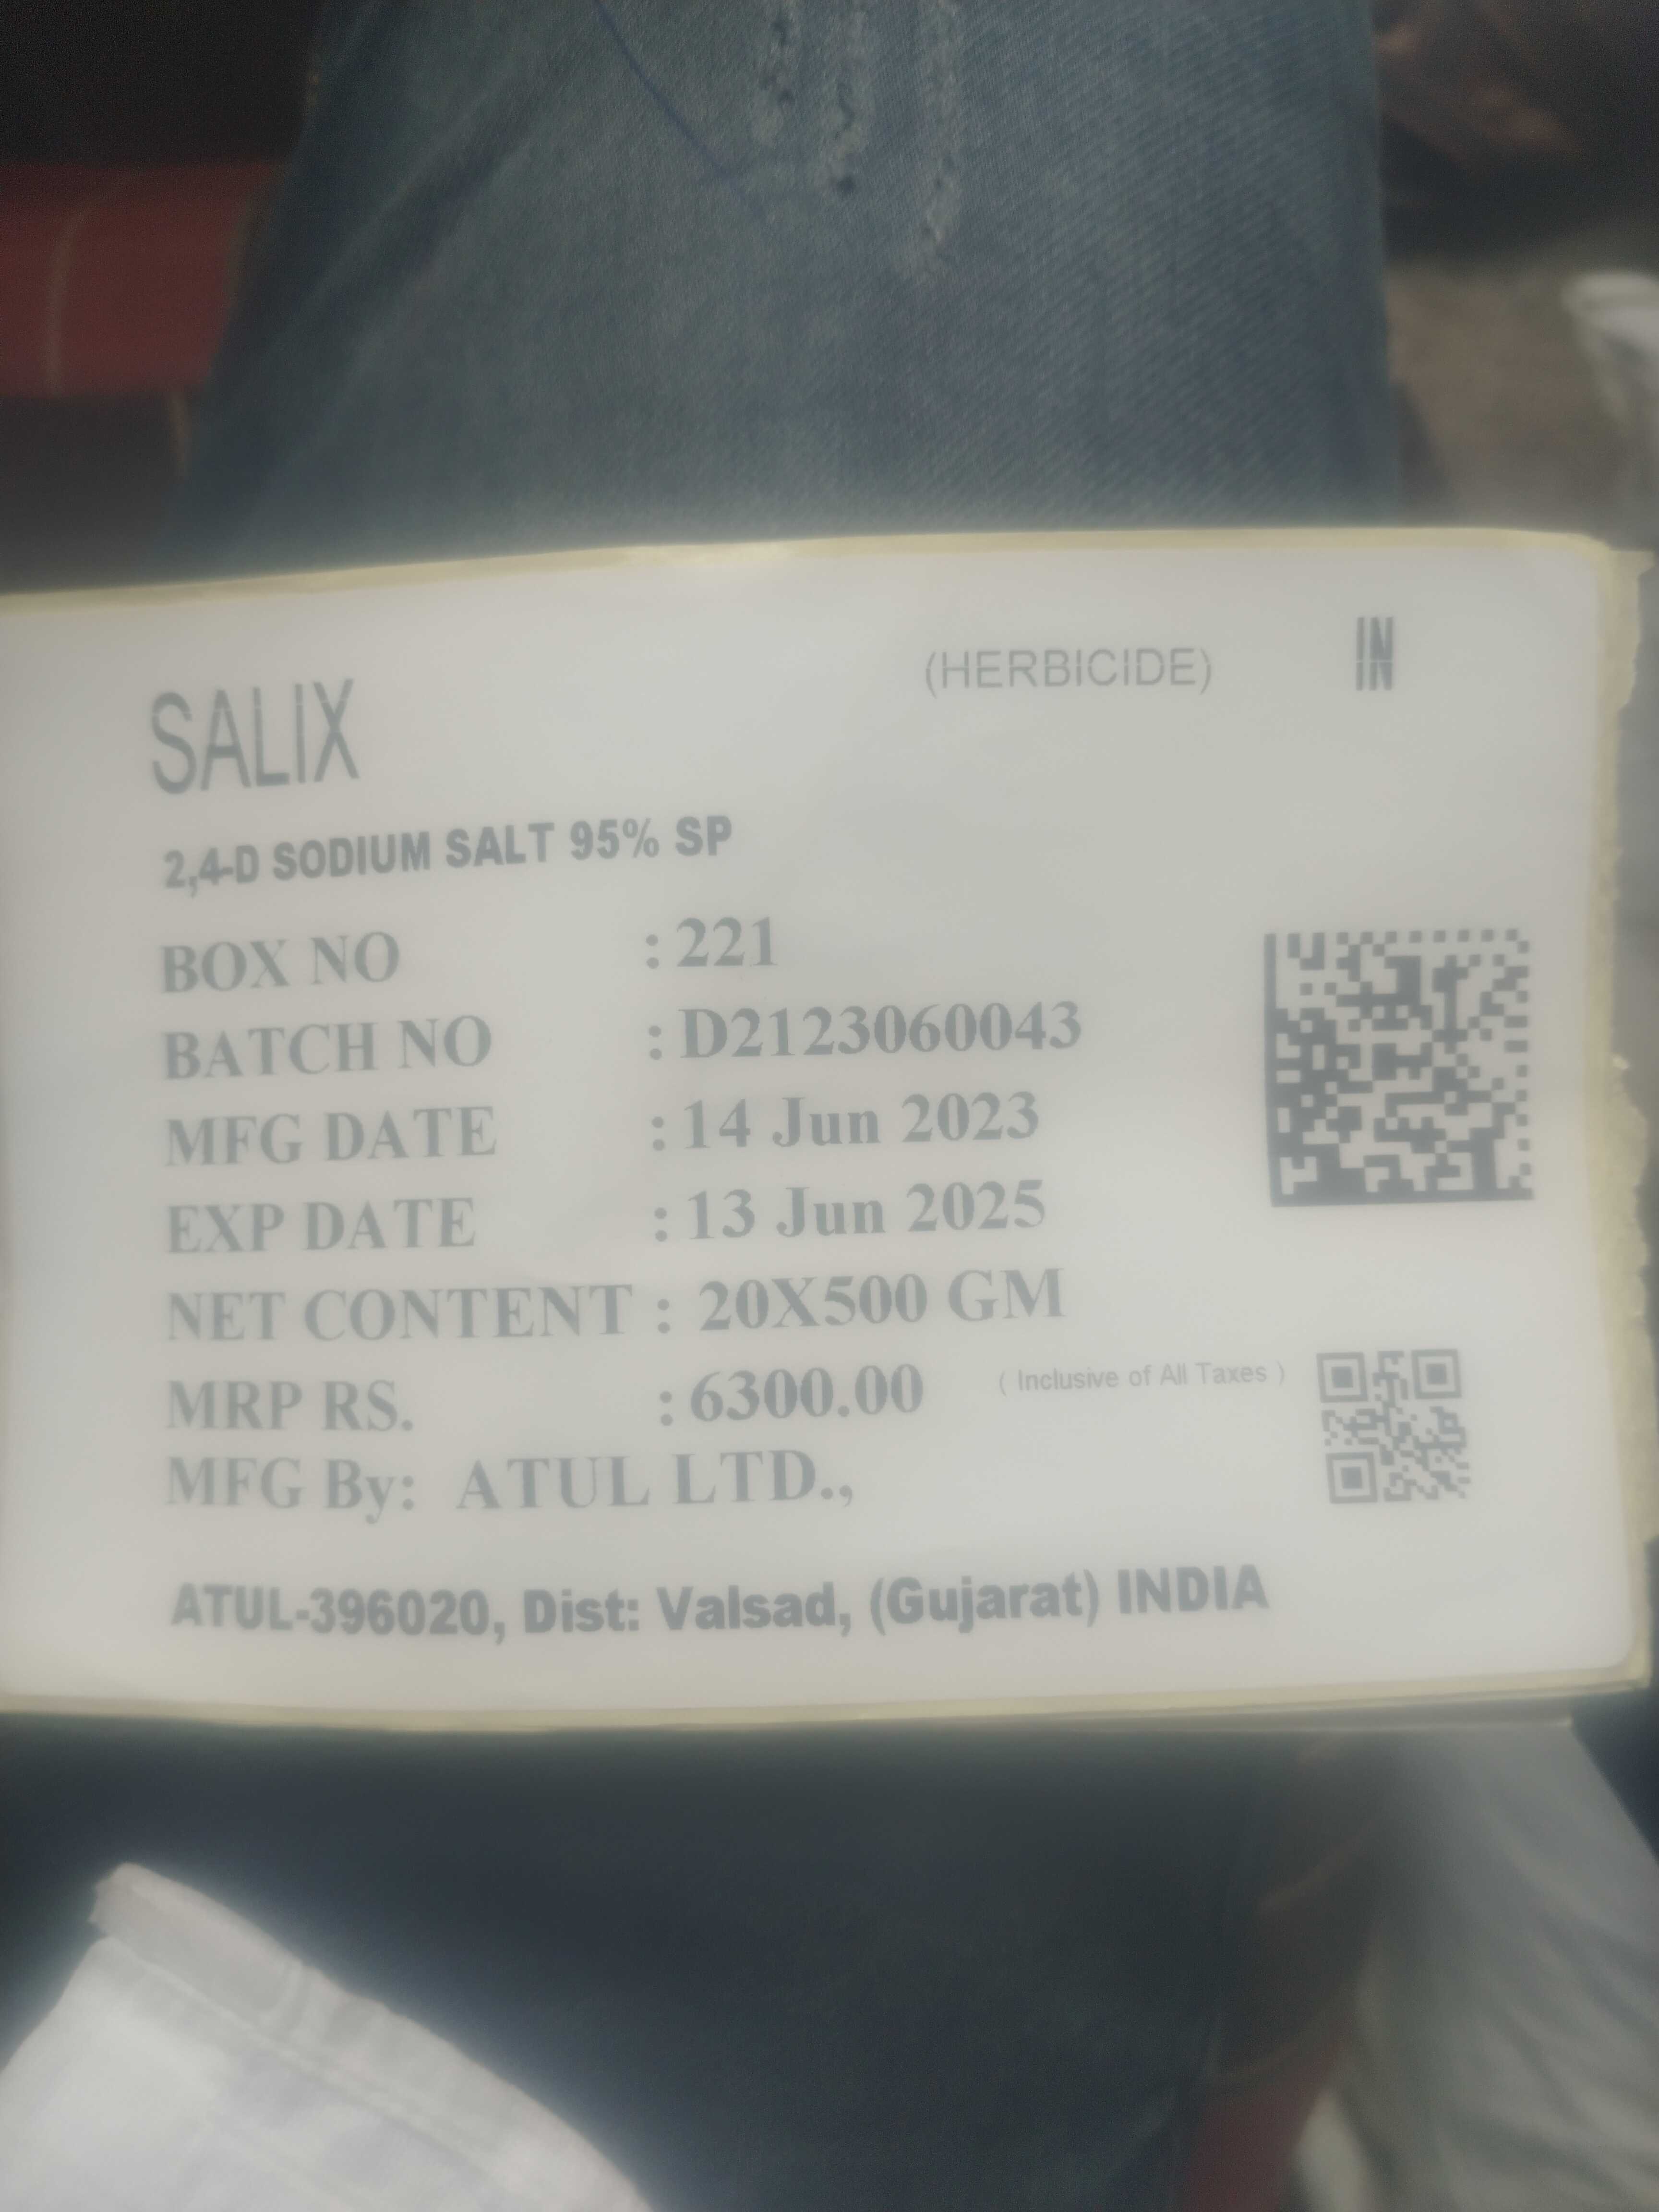 (HERBICIDE) IN
SALIX
2,4-D SODIUM SALT 95% SP
BOX NO : 221
BATCH NO : D2123060043
MFG DATE : 14 Jun 2023
EXP DATE : 13 Jun 2025
NET CONTENT : 20X500 GM
MRP RS. : 6300.00 ( Inclusive of All Taxes )
MFG By: ATUL LTD.,
ATUL-396020, Dist: Valsad, (Gujarat) INDIA